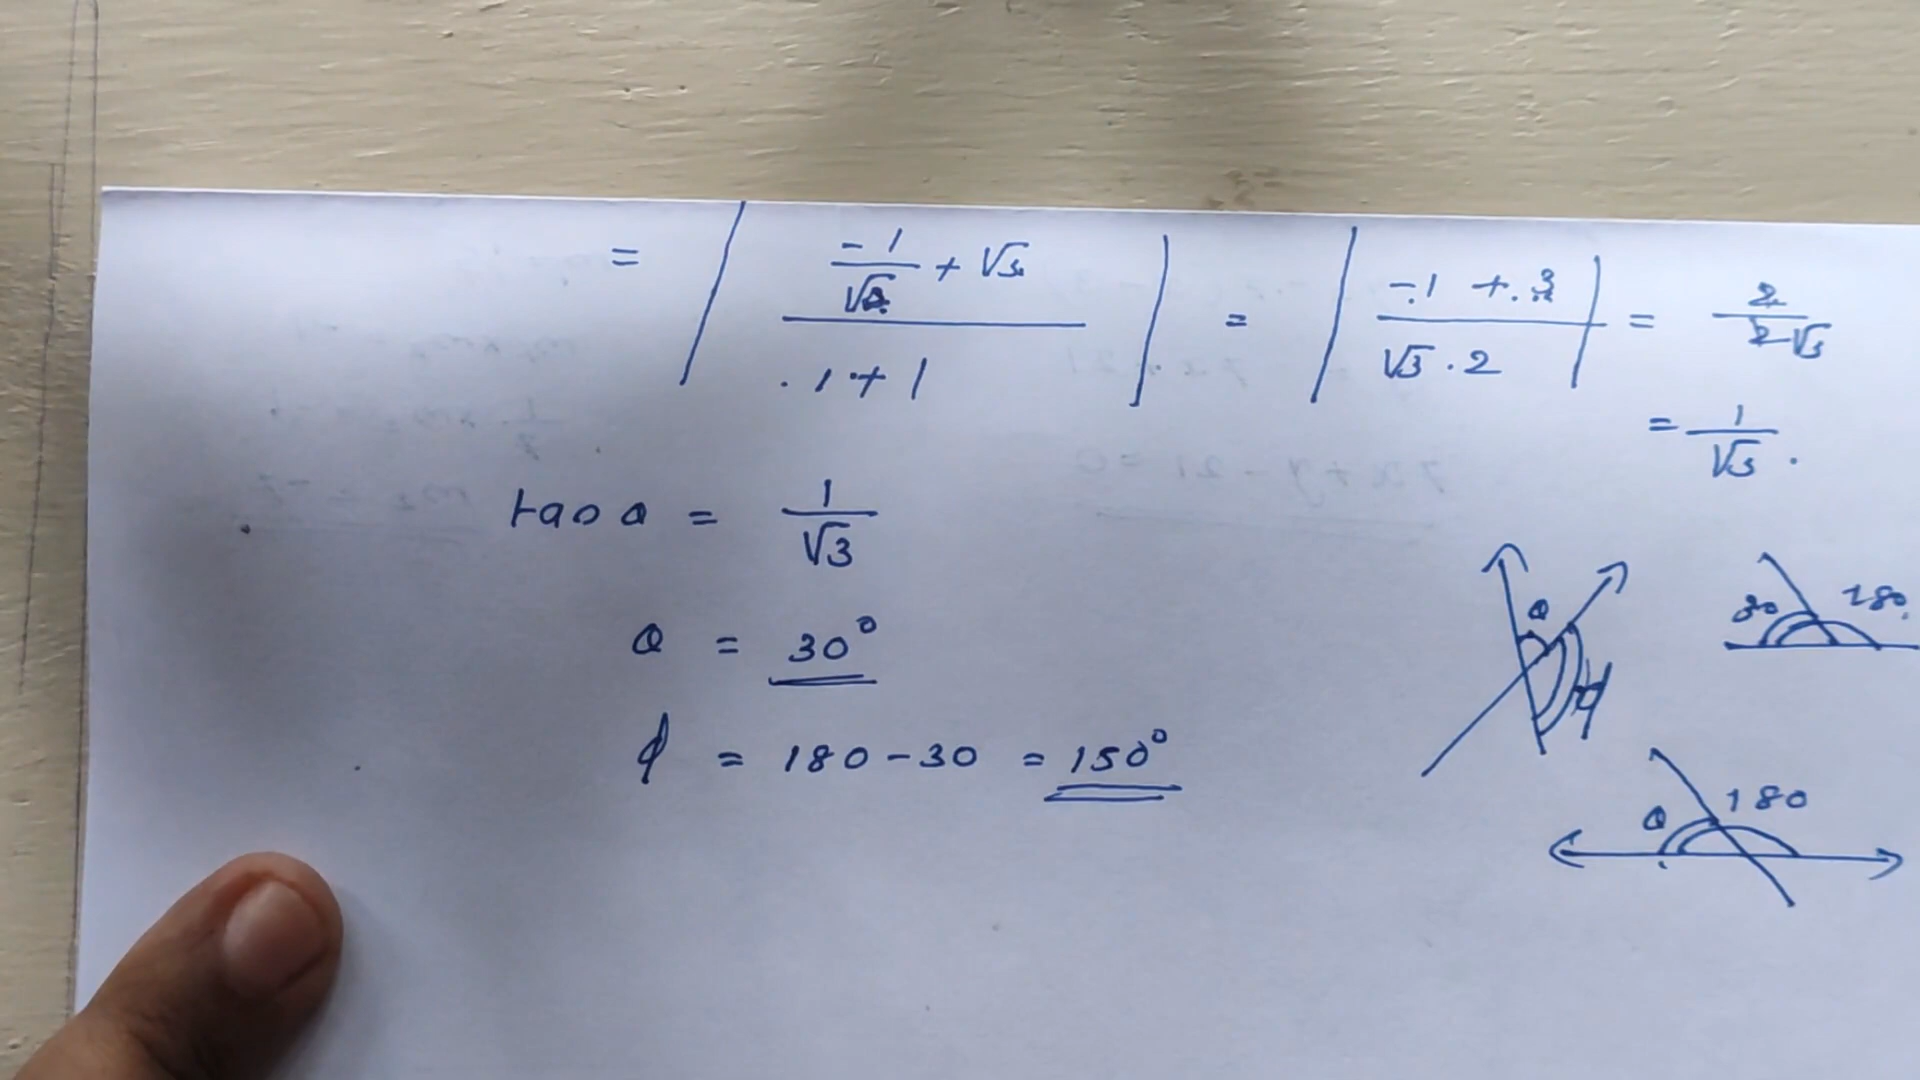 = | (-1/√3 + √3) / (1 + 1) | = | (-1 + 3) / (√3 . 2) | = 2 / 2√3
= 1/√3 .
tan θ = 1/√3
θ = 30°
ϕ = 180 - 30 = 150°
θ
ϕ
30 180
θ 180